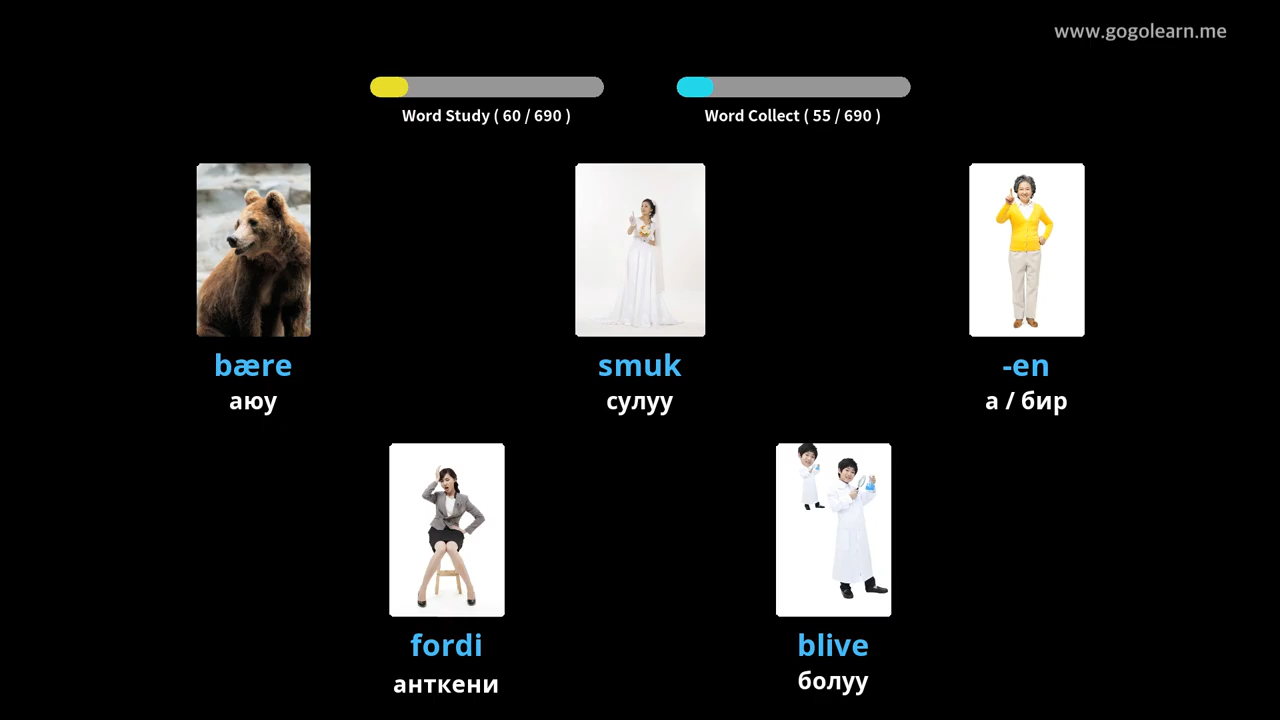 www.gogolearn.me
Word Study ( 60 / 690 )
Word Collect ( 55 / 690 )
bære
аюу
smuk
сулуу
-en
а / бир
fordi
анткени
blive
болуу